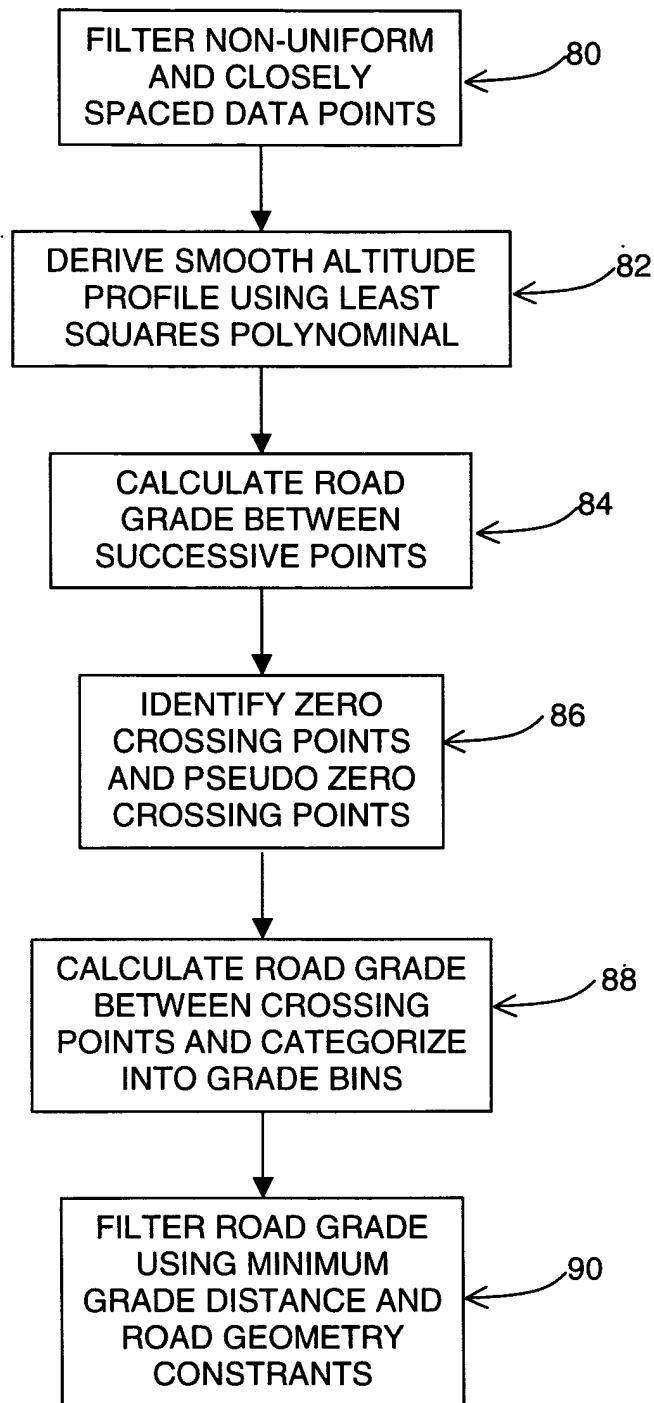 FILTER NON-UNIFORM
AND CLOSELY
SPACED DATA POINTS
80
DERIVE SMOOTH ALTITUDE
PROFILE USING LEAST
SQUARES POLYNOMINAL
82
CALCULATE ROAD
GRADE BETWEEN
SUCCESSIVE POINTS
84
IDENTIFY ZERO
CROSSING POINTS
AND PSEUDO ZERO
CROSSING POINTS
86
CALCULATE ROAD GRADE
BETWEEN CROSSING
POINTS AND CATEGORIZE
INTO GRADE BINS
88
FILTER ROAD GRADE
USING MINIMUM
GRADE DISTANCE AND
ROAD GEOMETRY
CONSTRANTS
90